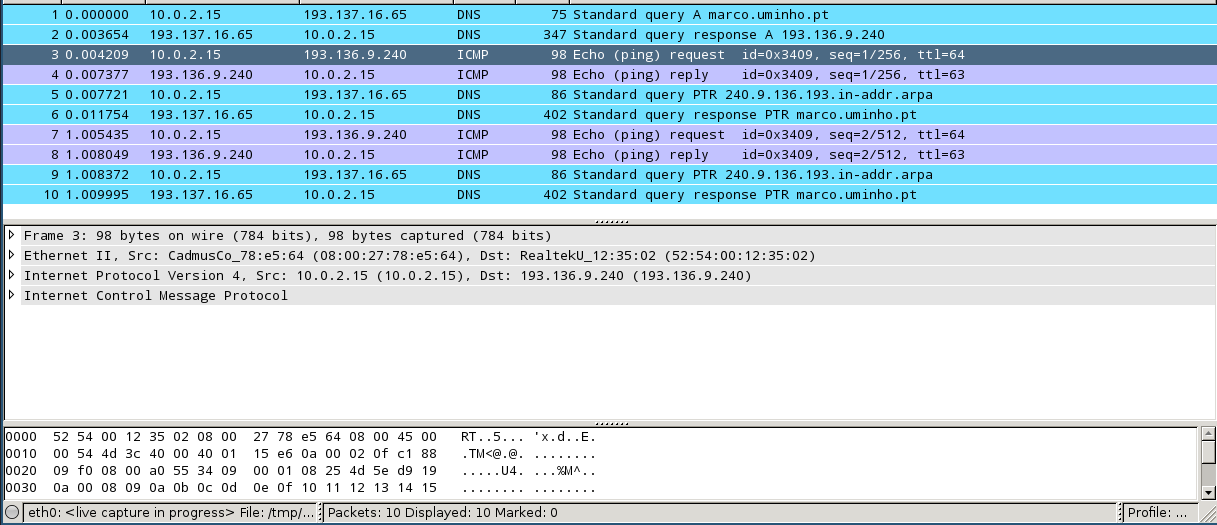 1 0.000000 10.0.2.15 193.137.16.65 DNS 75 Standard query A marco.uminho.pt
2 0.003654 193.137.16.65 10.0.2.15 DNS 347 Standard query response A 193.136.9.240
3 0.004209 10.0.2.15 193.136.9.240 ICMP 98 Echo (ping) request id=0x3409, seq=1/256, ttl=64
4 0.007377 193.136.9.240 10.0.2.15 ICMP 98 Echo (ping) reply id=0x3409, seq=1/256, ttl=63
5 0.007721 10.0.2.15 193.137.16.65 DNS 86 Standard query PTR 240.9.136.193.in-addr.arpa
6 0.011754 193.137.16.65 10.0.2.15 DNS 402 Standard query response PTR marco.uminho.pt
7 1.005435 10.0.2.15 193.136.9.240 ICMP 98 Echo (ping) request id=0x3409, seq=2/512, ttl=64
8 1.008049 193.136.9.240 10.0.2.15 ICMP 98 Echo (ping) reply id=0x3409, seq=2/512, ttl=63
9 1.008372 10.0.2.15 193.137.16.65 DNS 86 Standard query PTR 240.9.136.193.in-addr.arpa
10 1.009995 193.137.16.65 10.0.2.15 DNS 402 Standard query response PTR marco.uminho.pt
Frame 3: 98 bytes on wire (784 bits), 98 bytes captured (784 bits)
Ethernet II, Src: CadmusCo_78:e5:64 (08:00:27:78:e5:64), Dst: RealtekU_12:35:02 (52:54:00:12:35:02)
Internet Protocol Version 4, Src: 10.0.2.15 (10.0.2.15), Dst: 193.136.9.240 (193.136.9.240)
Internet Control Message Protocol
0000 52 54 00 12 35 02 08 00 27 78 e5 64 08 00 45 00 RT..5... 'x.d..E.
0010 00 54 4d 3c 40 00 40 01 15 e6 0a 00 02 0f c1 88 .TM<@.@. ........
0020 09 f0 08 00 a0 55 34 09 00 01 08 25 4d 5e d9 19 .....U4. ...%M^..
0030 0a 00 08 09 0a 0b 0c 0d 0e 0f 10 11 12 13 14 15 ........ ........
eth0: <live capture in progress> File: /tmp/... Packets: 10 Displayed: 10 Marked: 0 Profile: ...